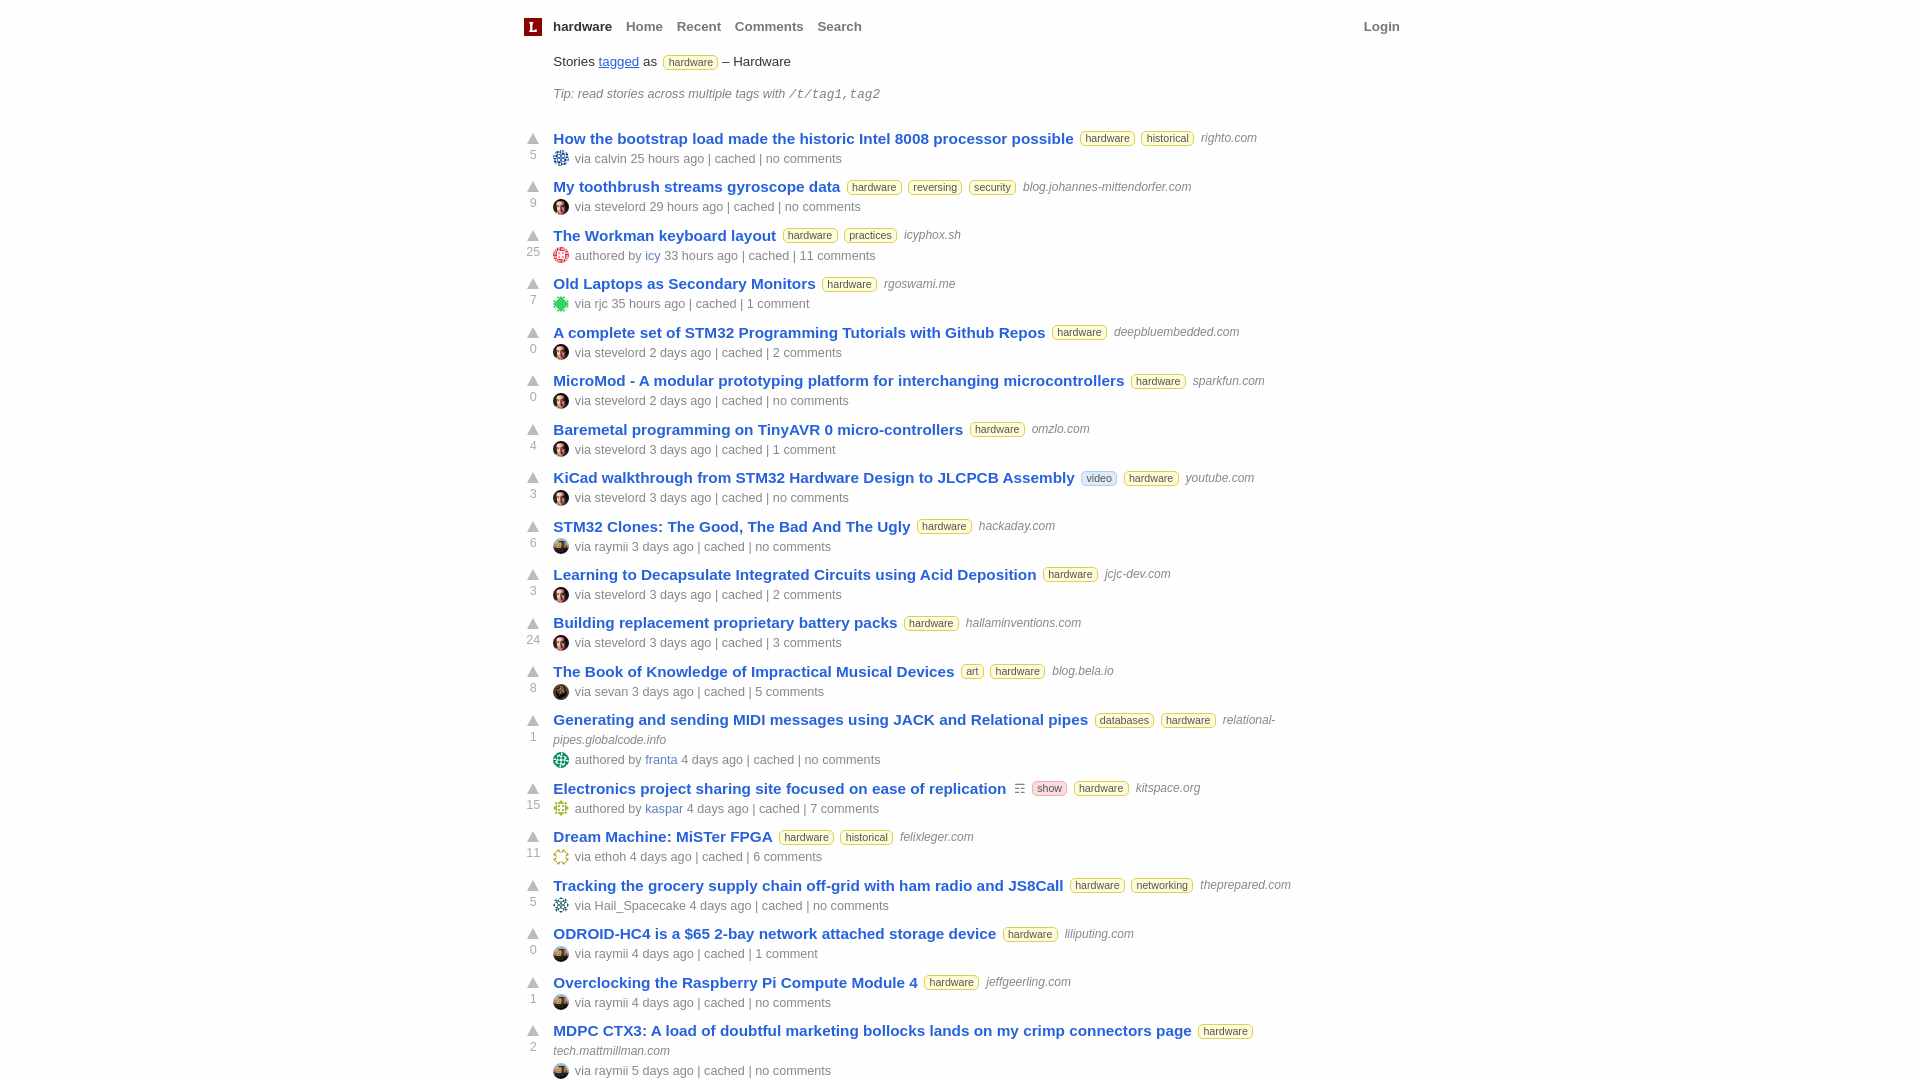 L hardware Home Recent Comments Search Login
Stories tagged as hardware – Hardware
Tip: read stories across multiple tags with /t/tag1,tag2
How the bootstrap load made the historic Intel 8008 processor possible hardware historical righto.com
5 via calvin 25 hours ago | cached | no comments
My toothbrush streams gyroscope data hardware reversing security blog.johannes-mittendorfer.com
9 via stevelord 29 hours ago | cached | no comments
The Workman keyboard layout hardware practices icyphox.sh
25 authored by icy 33 hours ago | cached | 11 comments
Old Laptops as Secondary Monitors hardware rgoswami.me
7 via rjc 35 hours ago | cached | 1 comment
A complete set of STM32 Programming Tutorials with Github Repos hardware deepbluembedded.com
0 via stevelord 2 days ago | cached | 2 comments
MicroMod - A modular prototyping platform for interchanging microcontrollers hardware sparkfun.com
0 via stevelord 2 days ago | cached | no comments
Baremetal programming on TinyAVR 0 micro-controllers hardware omzlo.com
4 via stevelord 3 days ago | cached | 1 comment
KiCad walkthrough from STM32 Hardware Design to JLCPCB Assembly video hardware youtube.com
3 via stevelord 3 days ago | cached | no comments
STM32 Clones: The Good, The Bad And The Ugly hardware hackaday.com
6 via raymii 3 days ago | cached | no comments
Learning to Decapsulate Integrated Circuits using Acid Deposition hardware jcjc-dev.com
3 via stevelord 3 days ago | cached | 2 comments
Building replacement proprietary battery packs hardware hallaminventions.com
24 via stevelord 3 days ago | cached | 3 comments
The Book of Knowledge of Impractical Musical Devices art hardware blog.bela.io
8 via sevan 3 days ago | cached | 5 comments
Generating and sending MIDI messages using JACK and Relational pipes databases hardware relational-
1 pipes.globalcode.info
authored by franta 4 days ago | cached | no comments
Electronics project sharing site focused on ease of replication ☶ show hardware kitspace.org
15 authored by kaspar 4 days ago | cached | 7 comments
Dream Machine: MiSTer FPGA hardware historical felixleger.com
11 via ethoh 4 days ago | cached | 6 comments
Tracking the grocery supply chain off-grid with ham radio and JS8Call hardware networking theprepared.com
5 via Hail_Spacecake 4 days ago | cached | no comments
ODROID-HC4 is a $65 2-bay network attached storage device hardware liliputing.com
0 via raymii 4 days ago | cached | 1 comment
Overclocking the Raspberry Pi Compute Module 4 hardware jeffgeerling.com
1 via raymii 4 days ago | cached | no comments
MDPC CTX3: A load of doubtful marketing bollocks lands on my crimp connectors page hardware
2 tech.mattmillman.com
via raymii 5 days ago | cached | no comments